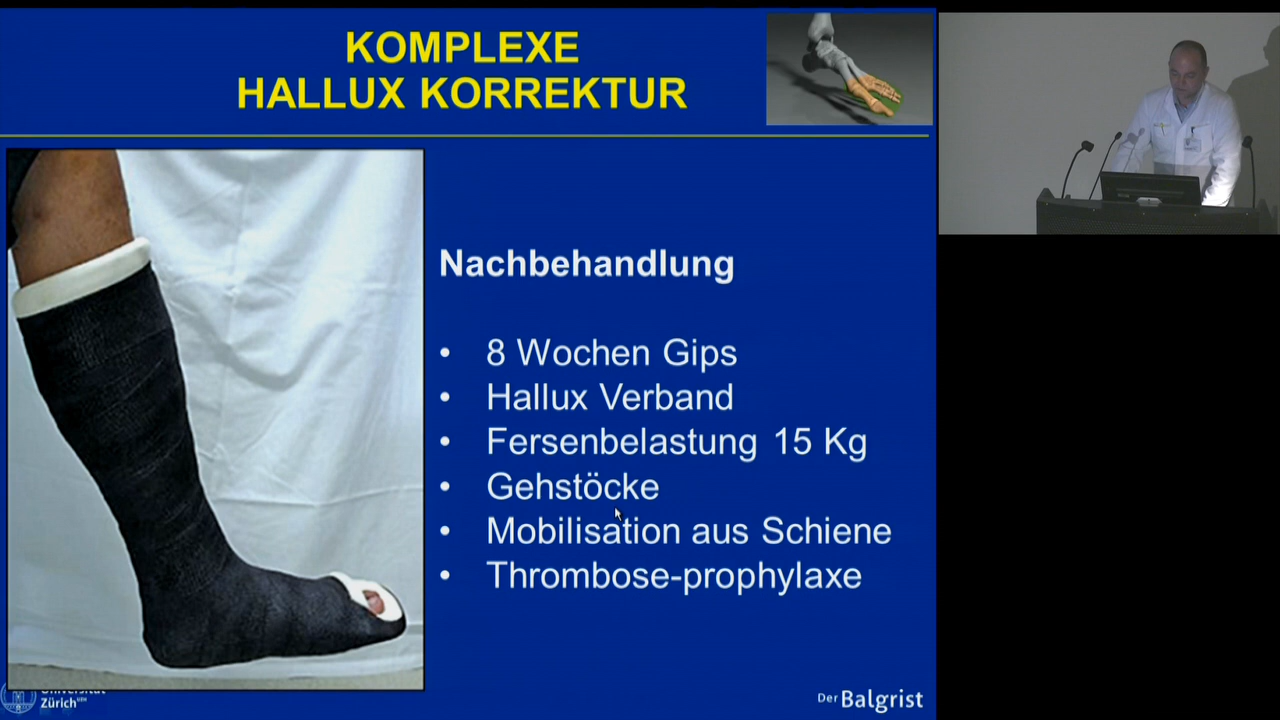 KOMPLEXE
HALLUX KORREKTUR
Nachbehandlung
• 8 Wochen Gips
• Hallux Verband
• Fersenbelastung 15 Kg
• Gehstöcke
• Mobilisation aus Schiene
• Thrombose-prophylaxe
Universität
Zürich
Der Balgrist